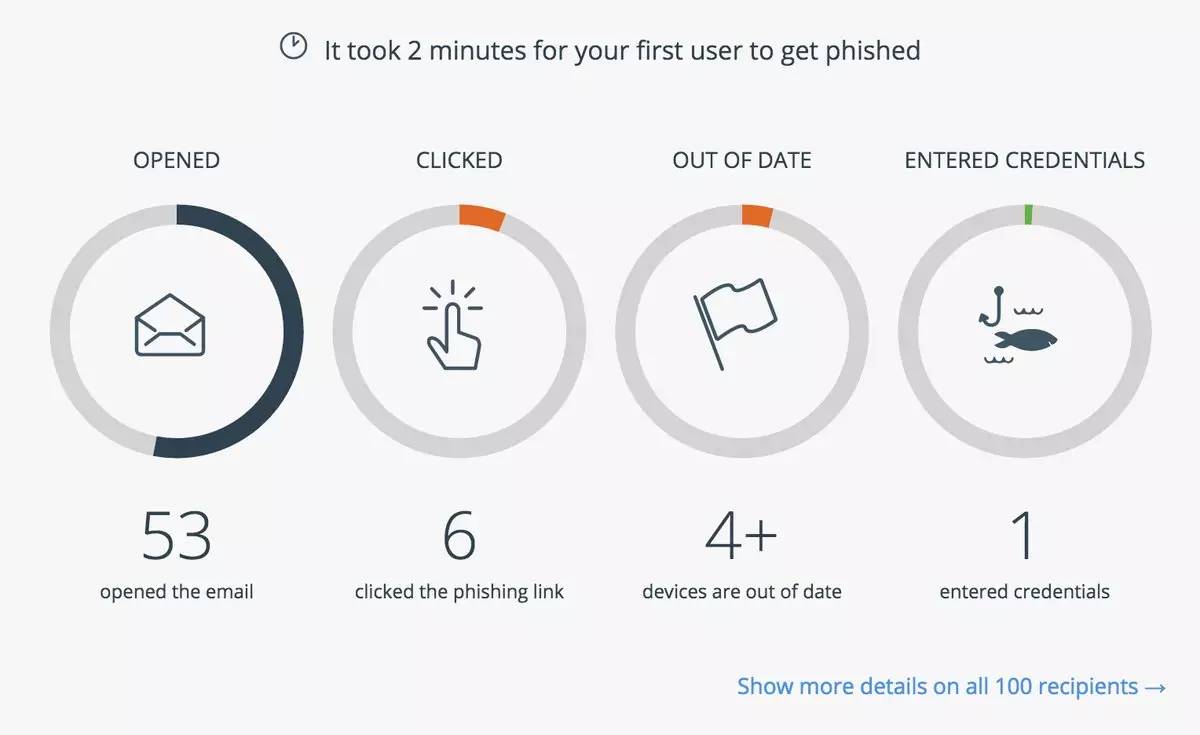 It took 2 minutes for your first user to get phished
OPENED
CLICKED
OUT OF DATE
ENTERED CREDENTIALS
53
6
4+
1
opened the email
clicked the phishing link
devices are out of date
entered credentials
Show more details on all 100 recipients →